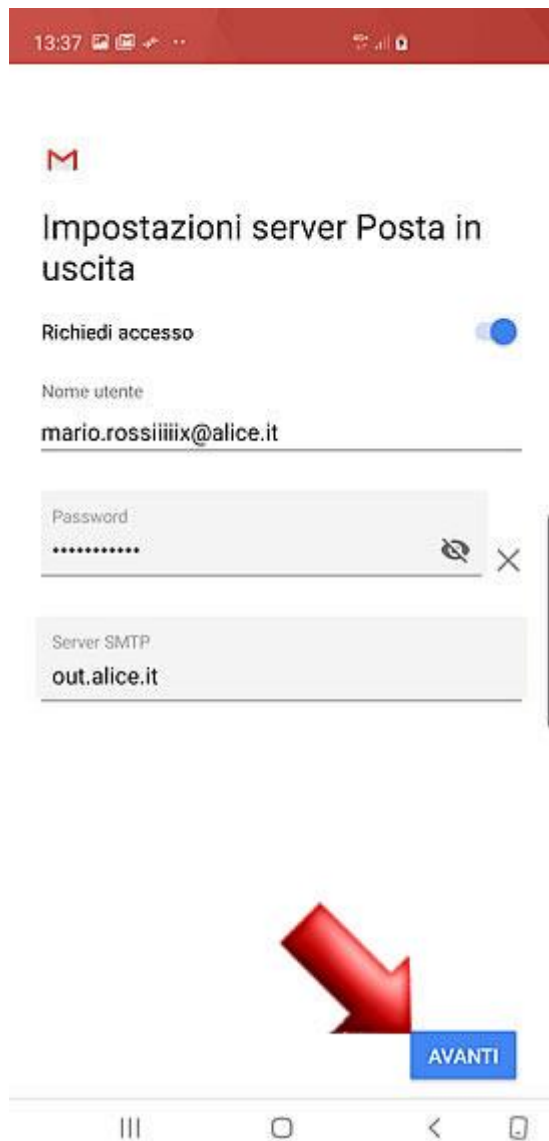 13:37
Impostazioni server Posta in
uscita
Richiedi accesso
Nome utente
mario.rossiiiiix@alice.it
Password
•••••••••••
Server SMTP
out.alice.it
AVANTI